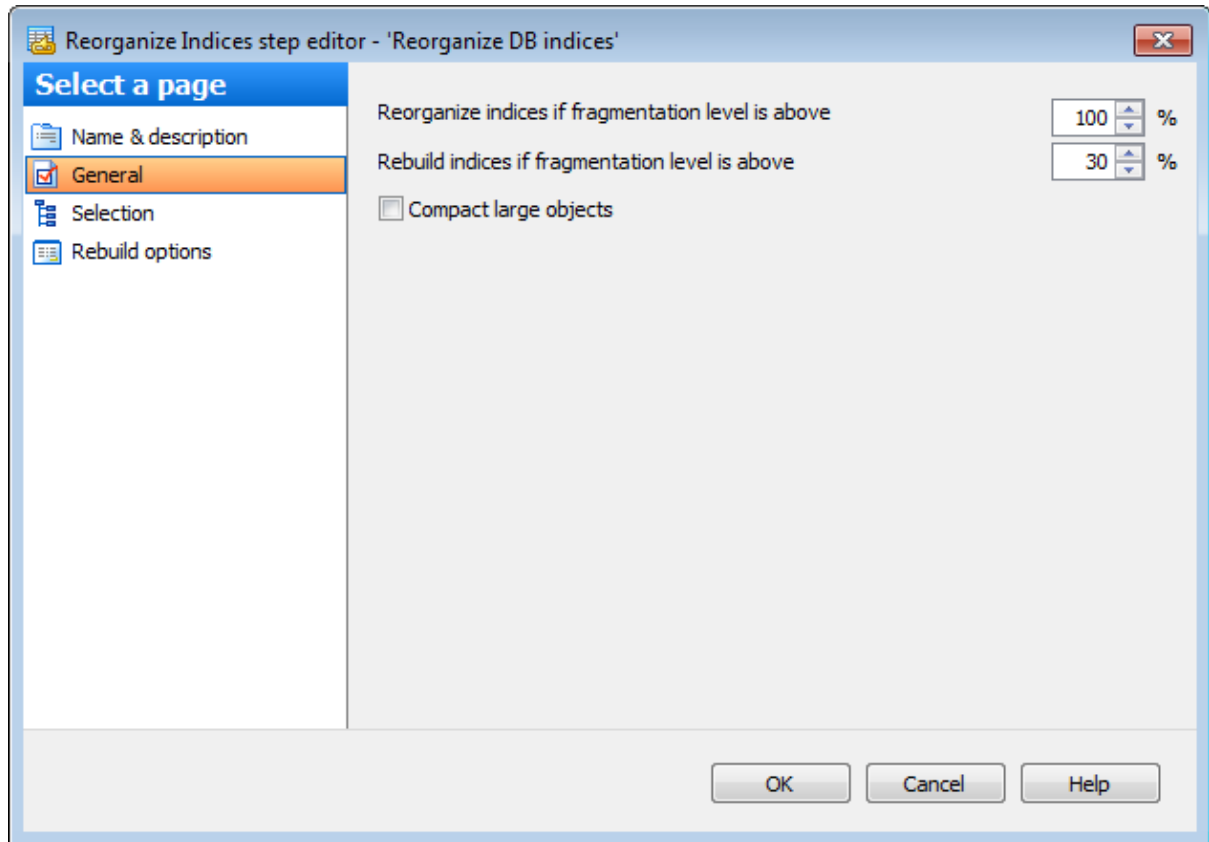 Reorganize Indices step editor - 'Reorganize DB indices'
Select a page
Name & description
General
Selection
Rebuild options
Reorganize indices if fragmentation level is above 100 %
Rebuild indices if fragmentation level is above 30 %
Compact large objects
OK Cancel Help